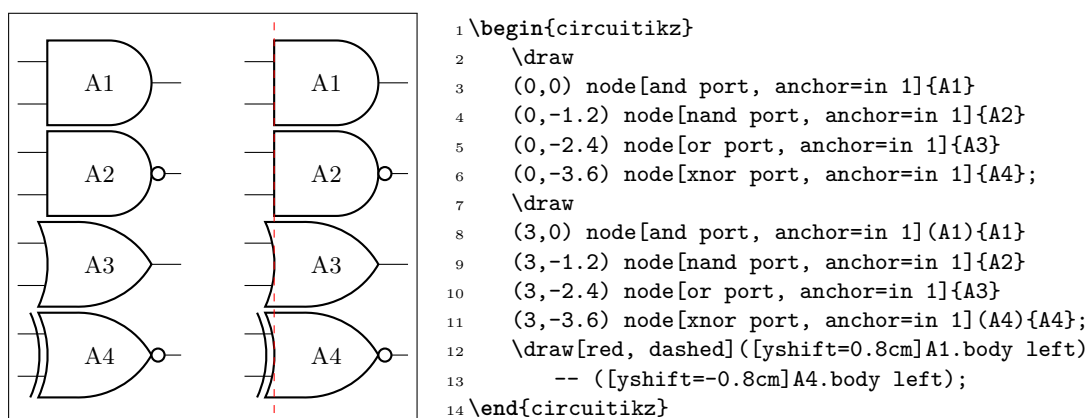 A1
A2
A3
A4
A1
A2
A3
A4
1 \begin{circuitikz}
2     \draw
3     (0,0) node[and port, anchor=in 1]{A1}
4     (0,-1.2) node[nand port, anchor=in 1]{A2}
5     (0,-2.4) node[or port, anchor=in 1]{A3}
6     (0,-3.6) node[xnor port, anchor=in 1]{A4};
7     \draw
8     (3,0) node[and port, anchor=in 1](A1){A1}
9     (3,-1.2) node[nand port, anchor=in 1]{A2}
10     (3,-2.4) node[or port, anchor=in 1]{A3}
11     (3,-3.6) node[xnor port, anchor=in 1](A4){A4};
12     \draw[red, dashed]([yshift=0.8cm]A1.body left)
13         -- ([yshift=-0.8cm]A4.body left);
14 \end{circuitikz}